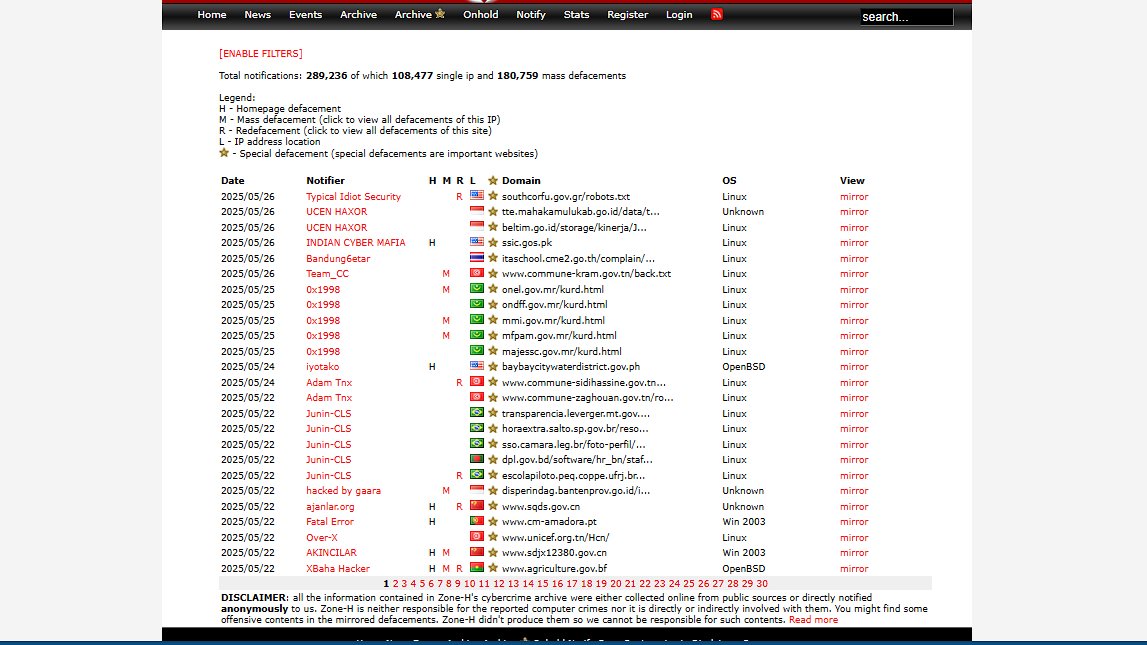 Home News Events Archive Archive Onhold Notify Stats Register Login search...
[ENABLE FILTERS]
Total notifications: 289,236 of which 108,477 single ip and 180,759 mass defacements
Legend:
H - Homepage defacement
M - Mass defacement (click to view all defacements of this IP)
R - Redefacement (click to view all defacements of this site)
L - IP address location
- Special defacement (special defacements are important websites)
Date Notifier H M R L Domain OS View
2025/05/26 Typical Idiot Security R southcorfu.gov.gr/robots.txt Linux mirror
2025/05/26 UCEN HAXOR tte.mahakamulukab.go.id/data/t... Unknown mirror
2025/05/26 UCEN HAXOR beltim.go.id/storage/kinerja/J... Linux mirror
2025/05/26 INDIAN CYBER MAFIA H ssic.gos.pk Linux mirror
2025/05/26 Bandung6etar itaschool.cme2.go.th/complain/... Linux mirror
2025/05/26 Team_CC M www.commune-kram.gov.tn/back.txt Linux mirror
2025/05/25 0x1998 M onel.gov.mr/kurd.html Linux mirror
2025/05/25 0x1998 ondff.gov.mr/kurd.html Linux mirror
2025/05/25 0x1998 M mmi.gov.mr/kurd.html Linux mirror
2025/05/25 0x1998 M mfpam.gov.mr/kurd.html Linux mirror
2025/05/25 0x1998 majessc.gov.mr/kurd.html Linux mirror
2025/05/24 iyotako H baybaycitywaterdistrict.gov.ph OpenBSD mirror
2025/05/24 Adam Tnx R www.commune-sidihassine.gov.tn... Linux mirror
2025/05/22 Adam Tnx www.commune-zaghouan.gov.tn/ro... Linux mirror
2025/05/22 Junin-CLS transparencia.leverger.mt.gov.... Linux mirror
2025/05/22 Junin-CLS horaextra.salto.sp.gov.br/reso... Linux mirror
2025/05/22 Junin-CLS sso.camara.leg.br/foto-perfil/... Linux mirror
2025/05/22 Junin-CLS dpl.gov.bd/software/hr_bn/staf... Linux mirror
2025/05/22 Junin-CLS R escolapiloto.peq.coppe.ufrj.br... Linux mirror
2025/05/22 hacked by gaara M disperindag.bantenprov.go.id/i... Unknown mirror
2025/05/22 ajanlar.org H R www.sqds.gov.cn Unknown mirror
2025/05/22 Fatal Error H www.cm-amadora.pt Win 2003 mirror
2025/05/22 Over-X www.unicef.org.tn/Hcn/ Linux mirror
2025/05/22 AKINCILAR H M www.sdjx12380.gov.cn Win 2003 mirror
2025/05/22 XBaha Hacker H M R www.agriculture.gov.bf OpenBSD mirror
1 2 3 4 5 6 7 8 9 10 11 12 13 14 15 16 17 18 19 20 21 22 23 24 25 26 27 28 29 30
DISCLAIMER: all the information contained in Zone-H's cybercrime archive were either collected online from public sources or directly notified
anonymously to us. Zone-H is neither responsible for the reported computer crimes nor it is directly or indirectly involved with them. You might find some
offensive contents in the mirrored defacements. Zone-H didn't produce them so we cannot be responsible for such contents. Read more